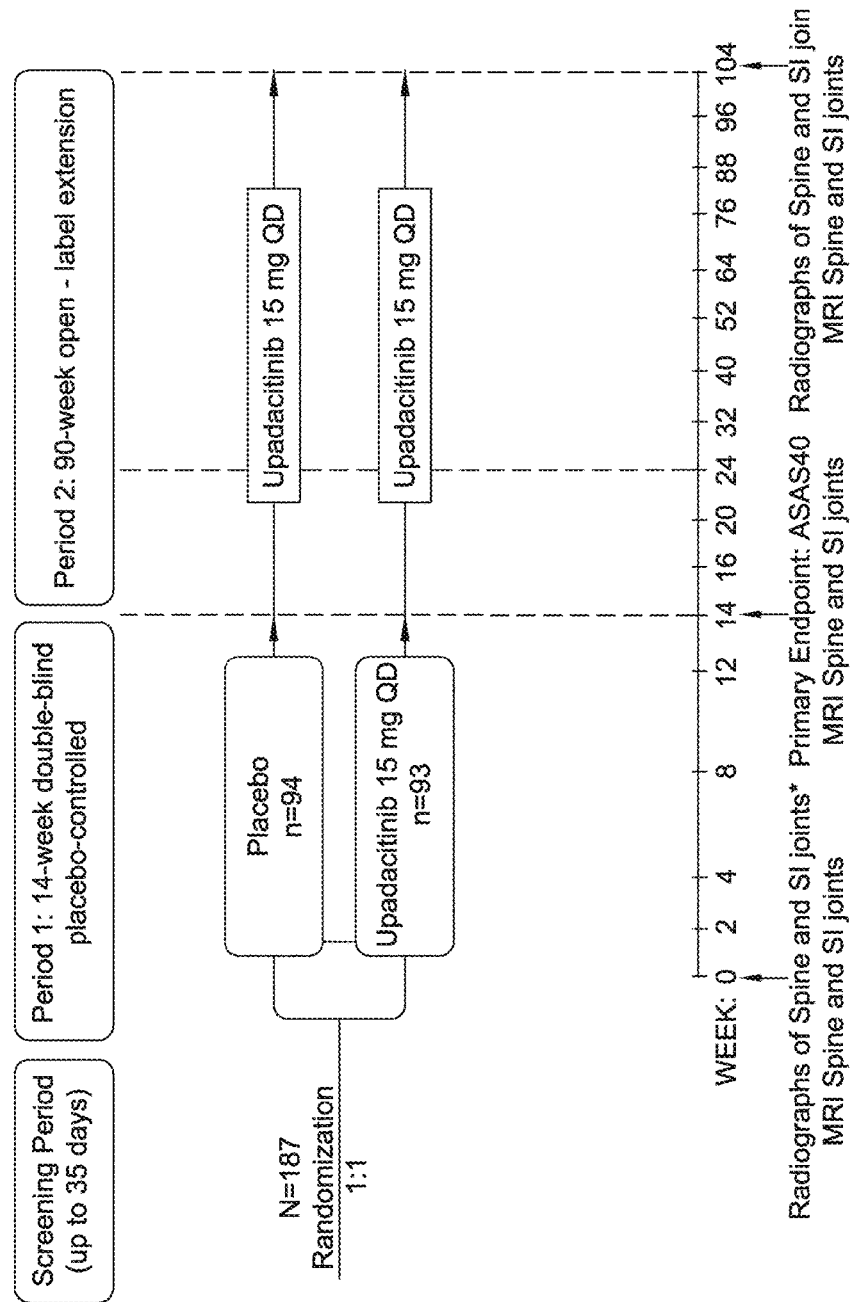 Screening Period
(up to 35 days)
Period 1: 14-week double-blind
placebo-controlled
Period 2: 90-week open - label extension
N=187
Randomization
1:1
Placebo
n=94
Upadacitinib 15 mg QD
Upadacitinib 15 mg QD
n=93
Upadacitinib 15 mg QD
WEEK: 0 2 4 8 12 14 16 20 24 32 40 52 64 76 88 96 104
Radiographs of Spine and SI joints*
MRI Spine and SI joints
Primary Endpoint: ASAS40
MRI Spine and SI joints
Radiographs of Spine and SI join
MRI Spine and SI joints